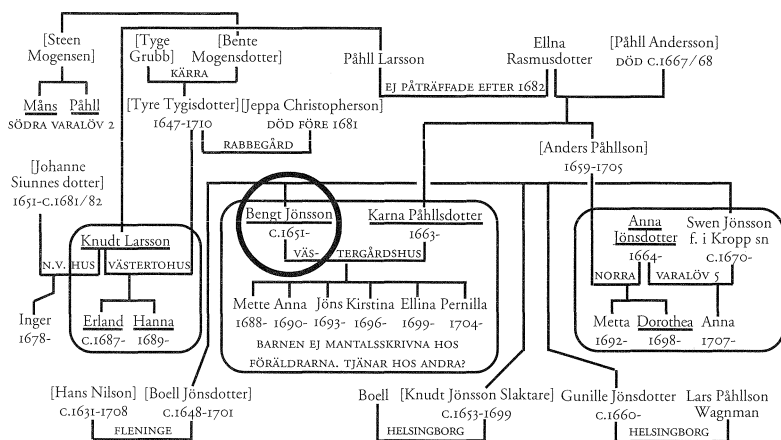 [Steen
Mogensen]
[Tyge
Grubb]
[Bente
Mogensdotter]
Påhll Larsson
Ellna
Rasmusdotter
[Påhll Andersson]
DÖD C.1667/68
KÄRRA
EJ PÅTRÄFFADE EFTER 1682
Måns Påhll
SÖDRA VARALÖV 2
[Tyre Tygisdotter]
1647-1710
[Jeppa Christopherson]
DÖD FÖRE 1681
RABBEGÅRD
[Anders Påhllson]
1659-1705
[Johanne
Siunnes dotter]
1651-C.1681/82
Bengt Jönsson
C.1651-
Karna Påhllsdotter
1663-
VÄS- TERGÅRDSHUS
Anna
Jönsdotter
1664-
Swen Jönsson
f. i Kropp sn
C.1670-
Knudt Larsson
N.V. HUS
VÄSTERTOHUS
NORRA VARALÖV 5
Inger
1678-
Erland
C.1687-
Hanna
1689-
Mette Anna Jöns Kirstina Ellina Pernilla
1688- 1690- 1693- 1696- 1699- 1704-
BARNEN EJ MANTALSSKRIVNA HOS
FÖRÄLDRARNA. TJÄNAR HOS ANDRA?
Metta
1692-
Dorothea
1698-
Anna
1707-
[Hans Nilson]
C.1631-1708
[Boell Jönsdotter]
C.1648-1701
FLENINGE
Boell
[Knudt Jönsson Slaktare]
C.1653-1699
HELSINGBORG
Gunille Jönsdotter
C.1660-
Lars Påhllson
Wagnman
HELSINGBORG